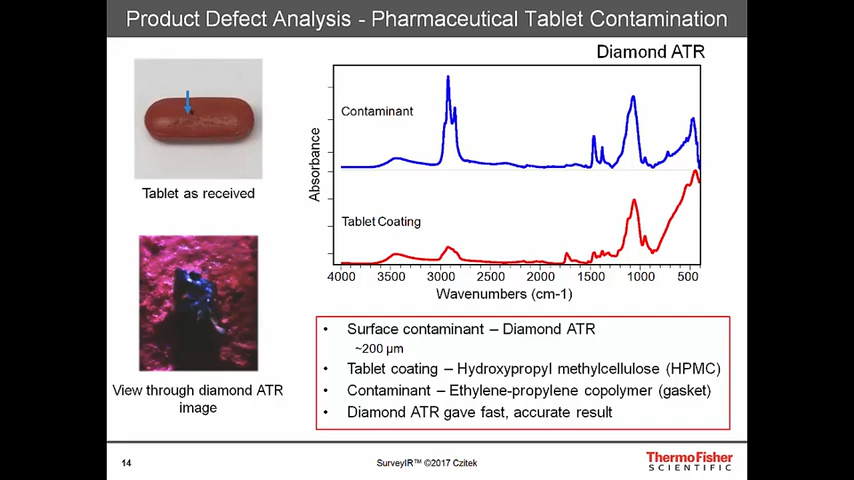 Product Defect Analysis - Pharmaceutical Tablet Contamination
Tablet as received
View through diamond ATR
image
Diamond ATR
Absorbance
Contaminant
Tablet Coating
4000 3500 3000 2500 2000 1500 1000 500
Wavenumbers (cm-1)
• Surface contaminant – Diamond ATR
~200 µm
• Tablet coating – Hydroxypropyl methylcellulose (HPMC)
• Contaminant – Ethylene-propylene copolymer (gasket)
• Diamond ATR gave fast, accurate result
14
SurveyIR™ ©2017 Czitek
ThermoFisher
SCIENTIFIC